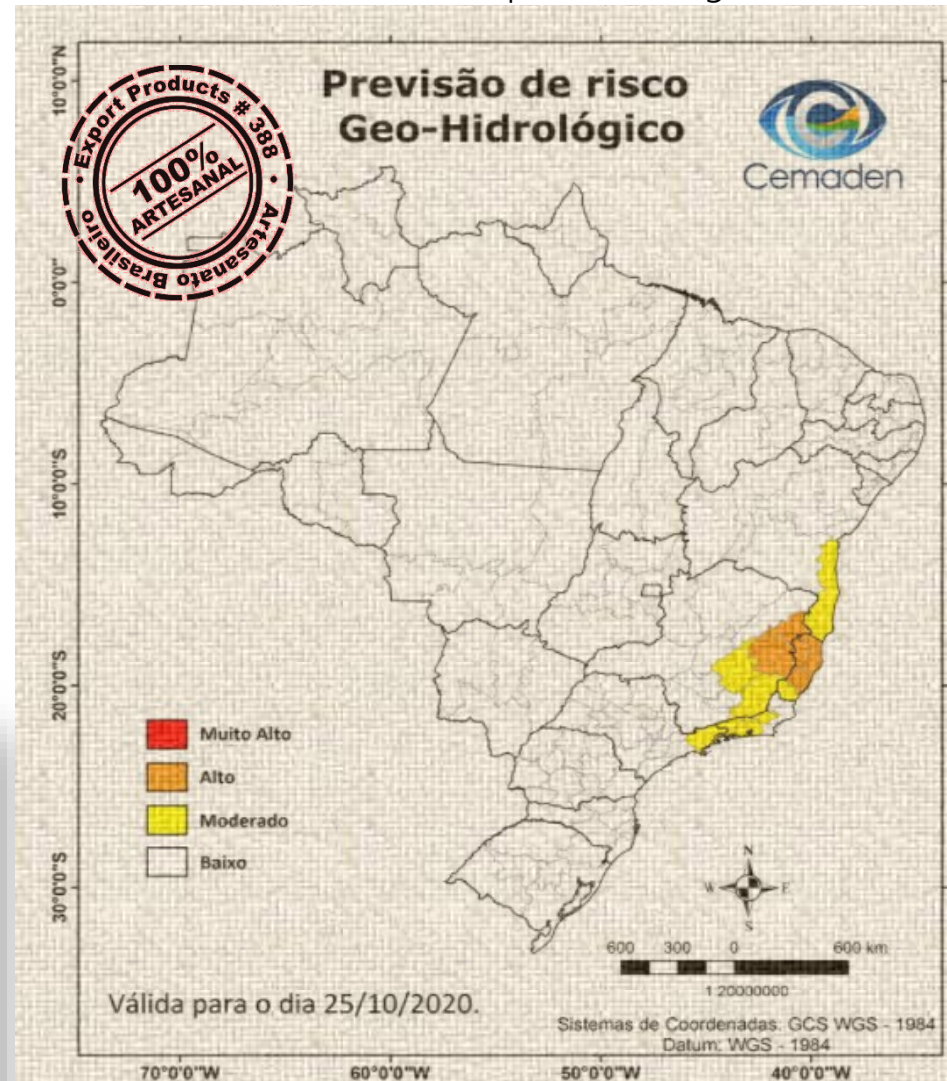 Previsão de risco
Geo-Hidrológico
Cemaden
Export Products # 388
100%
ARTESANAL
Artesanato Brasileiro
10°0'0"N
0°0'0"
10°0'0"S
20°0'0"S
30°0'0"S
Muito Alto
Alto
Moderado
Baixo
N
W
E
S
600 300 0 600 km
1:20000000
Válida para o dia 25/10/2020.
Sistemas de Coordenadas: GCS WGS - 1984
Datum: WGS - 1984
70°0'0"W 60°0'0"W 50°0'0"W 40°0'0"W